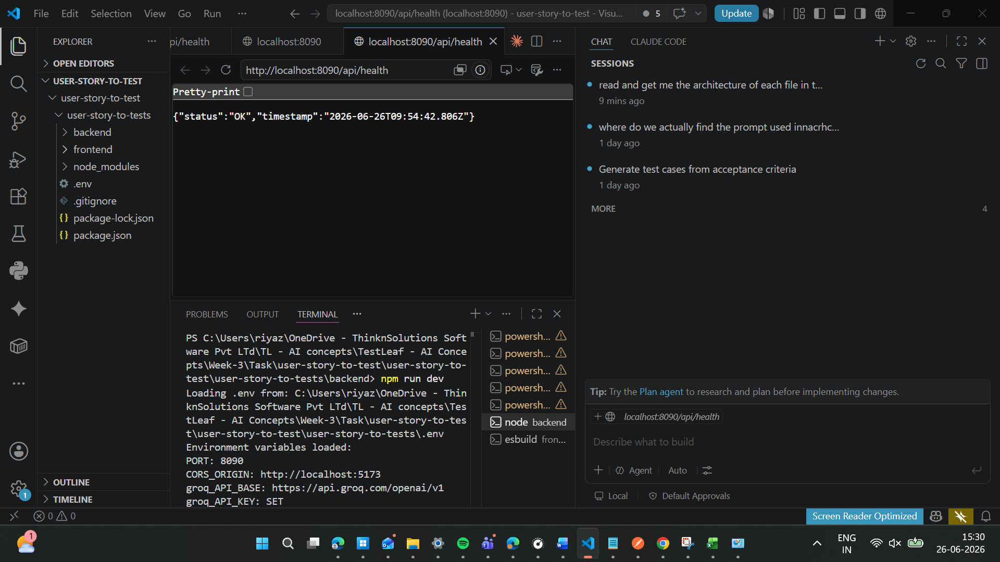 File Edit Selection View Go Run ···
localhost:8090/api/health (localhost:8090) - user-story-to-test - Visu...
5
Update
EXPLORER
OPEN EDITORS
USER-STORY-TO-TEST
user-story-to-test
user-story-to-tests
backend
frontend
node_modules
.env
.gitignore
package-lock.json
package.json
OUTLINE
TIMELINE
1
pi/health
localhost:8090
localhost:8090/api/health
http://localhost:8090/api/health
Pretty-print
{"status":"OK","timestamp":"2026-06-26T09:54:42.806Z"}
PROBLEMS OUTPUT TERMINAL ···
PS C:\Users\riyaz\OneDrive - ThinknSolutions Soft
ware Pvt LTd\TL - AI concepts\TestLeaf - AI Conce
pts\Week-3\Task\user-story-to-test\user-story-to-
test\user-story-to-tests\backend> npm run dev
Loading .env from: C:\Users\riyaz\OneDrive - Thin
knSolutions Software Pvt LTd\TL - AI concepts\Tes
tLeaf - AI Concepts\Week-3\Task\user-story-to-tes
t\user-story-to-test\user-story-to-tests\.env
Environment variables loaded:
PORT: 8090
CORS_ORIGIN: http://localhost:5173
groq_API_BASE: https://api.groq.com/openai/v1
groq_API_KEY: SET
powersh...
powersh...
powersh...
powersh...
powersh...
node backend
esbuild fron...
CHAT CLAUDE CODE
SESSIONS
read and get me the architecture of each file in t...
9 mins ago
where do we actually find the prompt used innacrhc...
1 day ago
Generate test cases from acceptance criteria
1 day ago
MORE 4
Tip: Try the Plan agent to research and plan before implementing changes.
localhost:8090/api/health
Describe what to build
Agent Auto
Local Default Approvals
0 0
Screen Reader Optimized
1
ENG
IN
15:30
26-06-2026